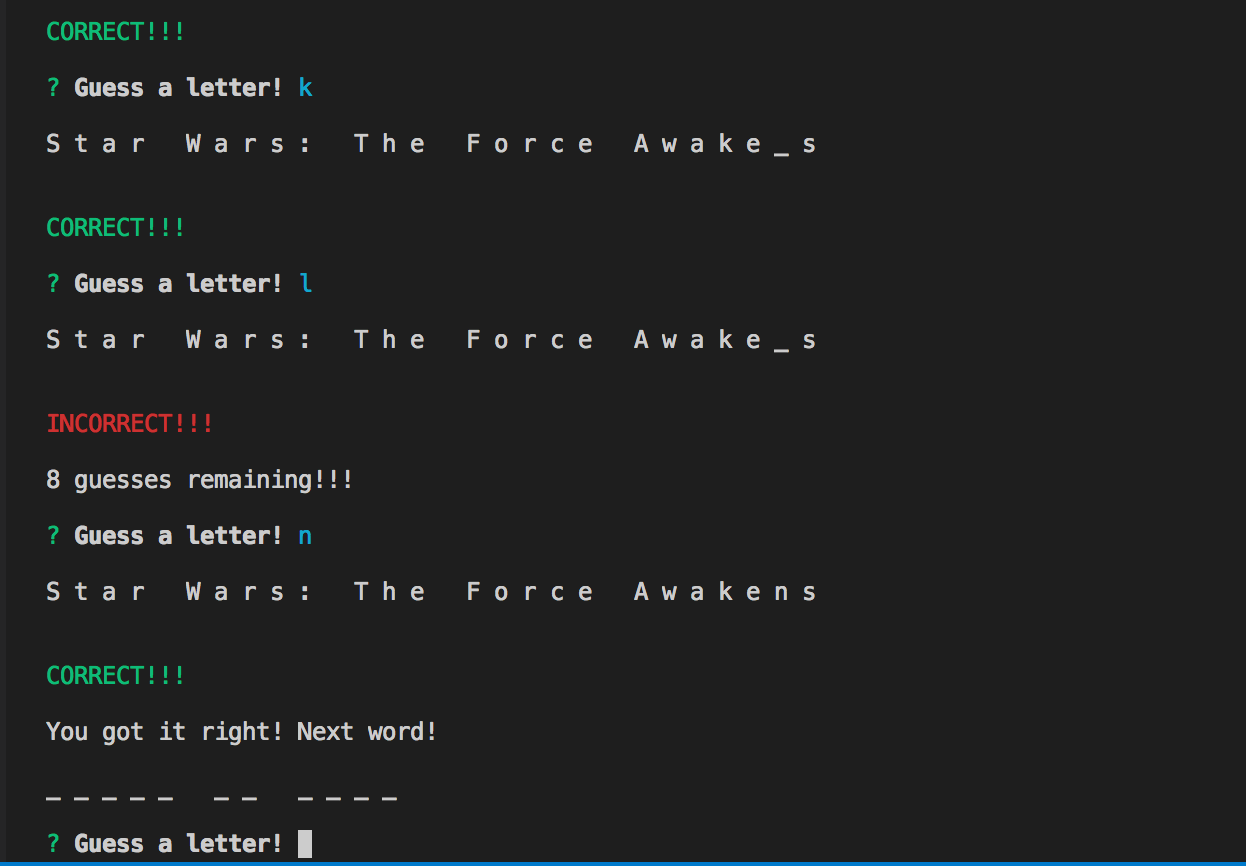 CORRECT!!!
? Guess a letter! k
S t a r   W a r s :   T h e   F o r c e   A w a k e _ s
CORRECT!!!
? Guess a letter! l
S t a r   W a r s :   T h e   F o r c e   A w a k e _ s
INCORRECT!!!
8 guesses remaining!!!
? Guess a letter! n
S t a r   W a r s :   T h e   F o r c e   A w a k e n s
CORRECT!!!
You got it right! Next word!
_ _ _ _ _   _ _   _ _ _ _
? Guess a letter!